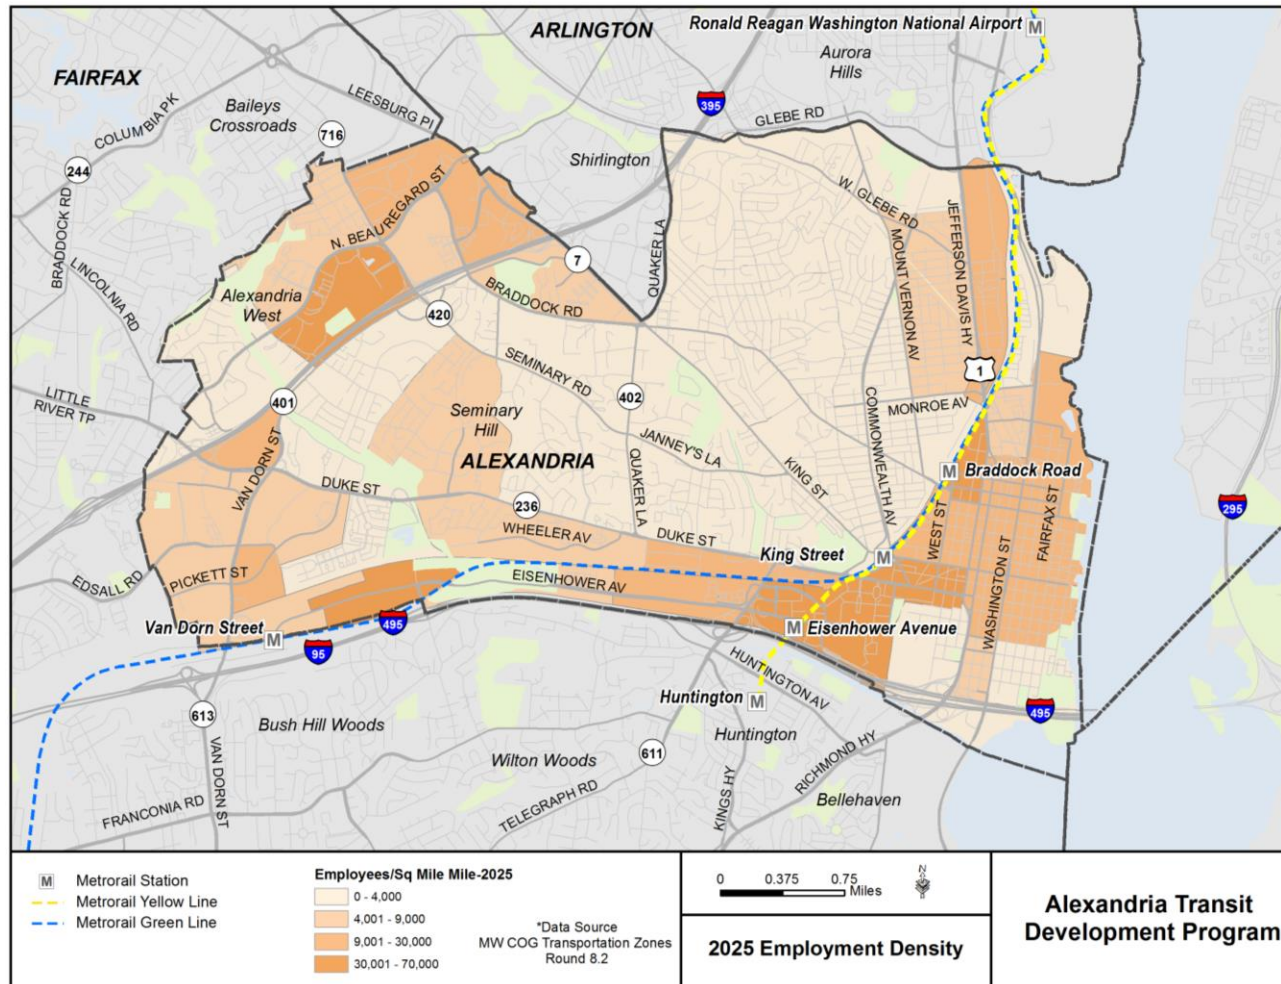 Ronald Reagan Washington National Airport
M
ARLINGTON
Aurora
Hills
FAIRFAX
Baileys
Crossroads
COLUMBIA PK
LEESBURG PI
395
GLEBE RD
716
Shirlington
244
BRADDOCK RD
N. BEAUREGARD ST
W. GLEBE RD
QUAKER LA
JEFFERSON DAVIS HY
MOUNT VERNON AV
7
LINCOLNIA RD
BRADDOCK RD
Alexandria
West
420
SEMINARY RD
1
LITTLE
RIVER TP
401
402
MONROE AV
COMMONWEALTH AV
Seminary
Hill
JANNEY'S LA
VAN DORN ST
ALEXANDRIA
KING ST
QUAKER LA
M
Braddock Road
DUKE ST
236
WEST ST
FAIRFAX ST
295
WHEELER AV
DUKE ST
King Street
M
WASHINGTON ST
EDSALL RD
PICKETT ST
EISENHOWER AV
Van Dorn Street
M
495
M
Eisenhower Avenue
95
HUNTINGTON AV
Huntington
M
495
613
Bush Hill Woods
Huntington
VAN DORN ST
Wilton Woods
611
RICHMOND HY
KINGS HY
FRANCONIA RD
TELEGRAPH RD
Bellehaven
M
Metrorail Station
Metrorail Yellow Line
Metrorail Green Line
Employees/Sq Mile Mile-2025
0 - 4,000
4,001 - 9,000
9,001 - 30,000
30,001 - 70,000
*Data Source
MW COG Transportation Zones
Round 8.2
0 0.375 0.75
Miles
N
2025 Employment Density
Alexandria Transit
Development Program